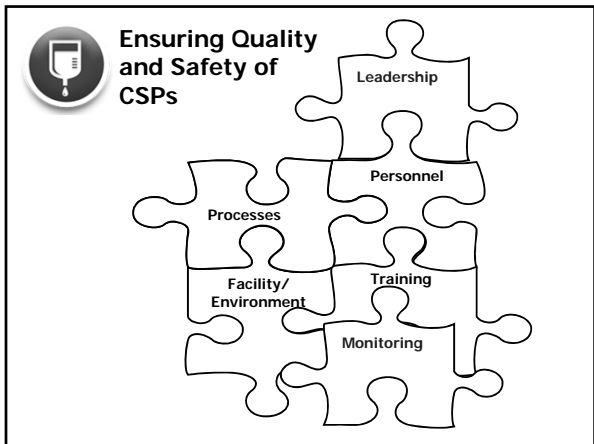 Ensuring Quality
and Safety of
CSPs
Leadership
Personnel
Processes
Facility/
Environment
Training
Monitoring